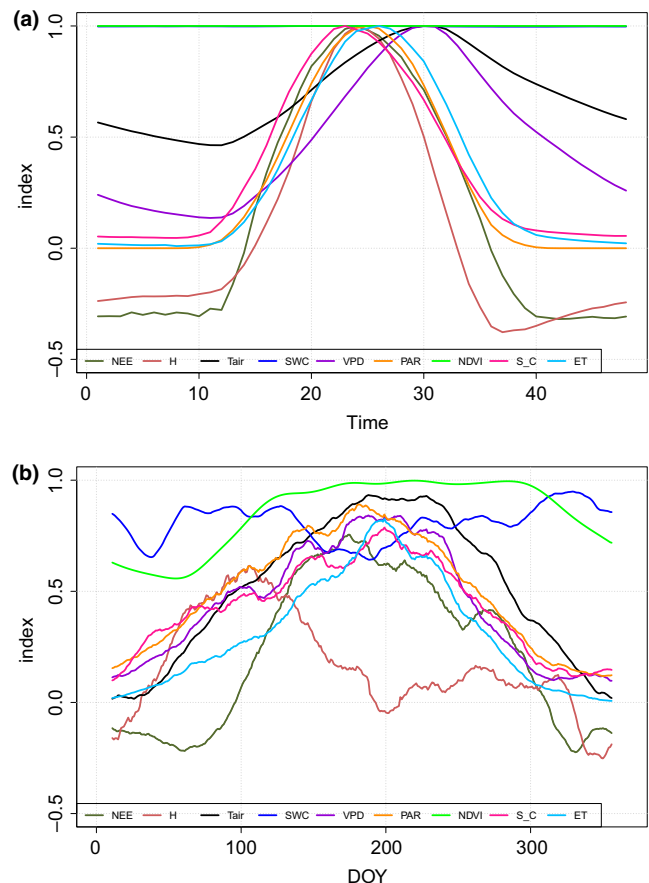 (a)
1.0
0.5
0.0
−0.5
index
NEE H Tair SWC VPD PAR NDVI S_C ET
0 10 20 30 40
Time
(b)
1.0
0.5
0.0
−0.5
index
NEE H Tair SWC VPD PAR NDVI S_C ET
0 100 200 300
DOY